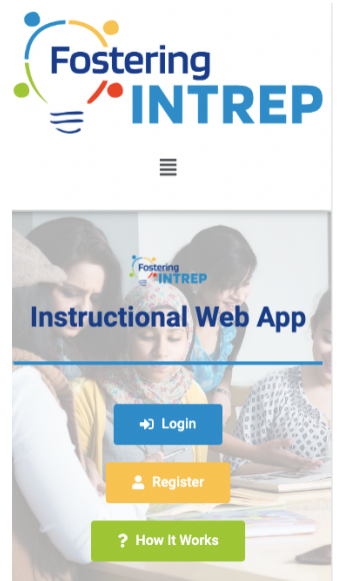 Fostering
INTREP
Fostering
INTREP
Instructional Web App
Login
Register
? How It Works